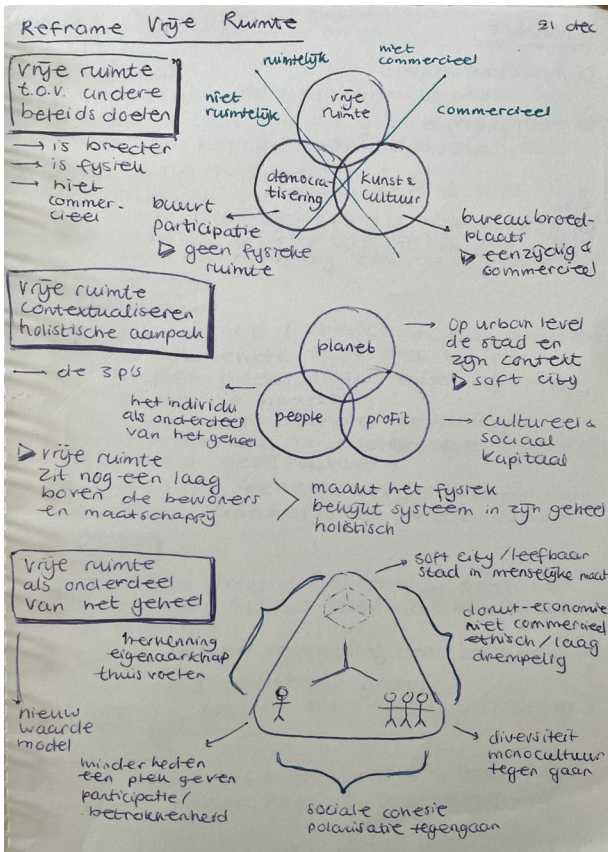 Reframe Vrije Ruimte
21 dec
vrije ruimte
t.o.v. andere
beleids doelen
→ is breder
→ is fysiek
→ niet
commer-
cieel
ruimtelijk
niet
commercieel
niet
ruimtelijk
commercieel
vrije
ruimte
democra-
tisering
kunst &
cultuur
buurt
participatie
▷ geen fysieke
ruimte
bureau broed-
plaats
▷ eenzijdig &
commercieel
vrije ruimte
contextualiseren
holistische aanpak
→ de 3 p's
planet
people
profit
→ op urban level
de stad en
zijn context
▷ soft city
het individu
als onderdeel
van het geheel
→ cultureel &
sociaal
kapitaal
▷ vrije ruimte
zit nog een laag
boven de bewoners
en maatschappij
maakt het fysiek
belicht systeem in zijn geheel
holistisch
vrije ruimte
als onderdeel
van het geheel
nieuw
waarde
model
soft city / leefbaar
stad in menselijke maat
herkenning
eigenaarschap
thuis voelen
donut-economie
niet commercieel
ethisch / laag
drempelig
minderheden
een plek geven
participatie /
betrokkenheid
diversiteit
monocultuur
tegen gaan
sociale cohesie
polarisatie tegengaan